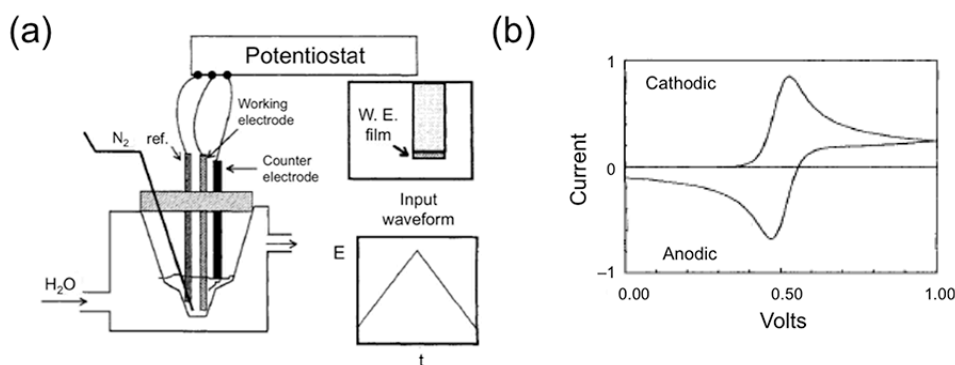 (a)
Potentiostat
Working
electrode
ref.
N2
Counter
electrode
W. E.
film
H2O
Input
waveform
E
t
(b)
1
Cathodic
Current
0
Anodic
–1
0.00
0.50
1.00
Volts